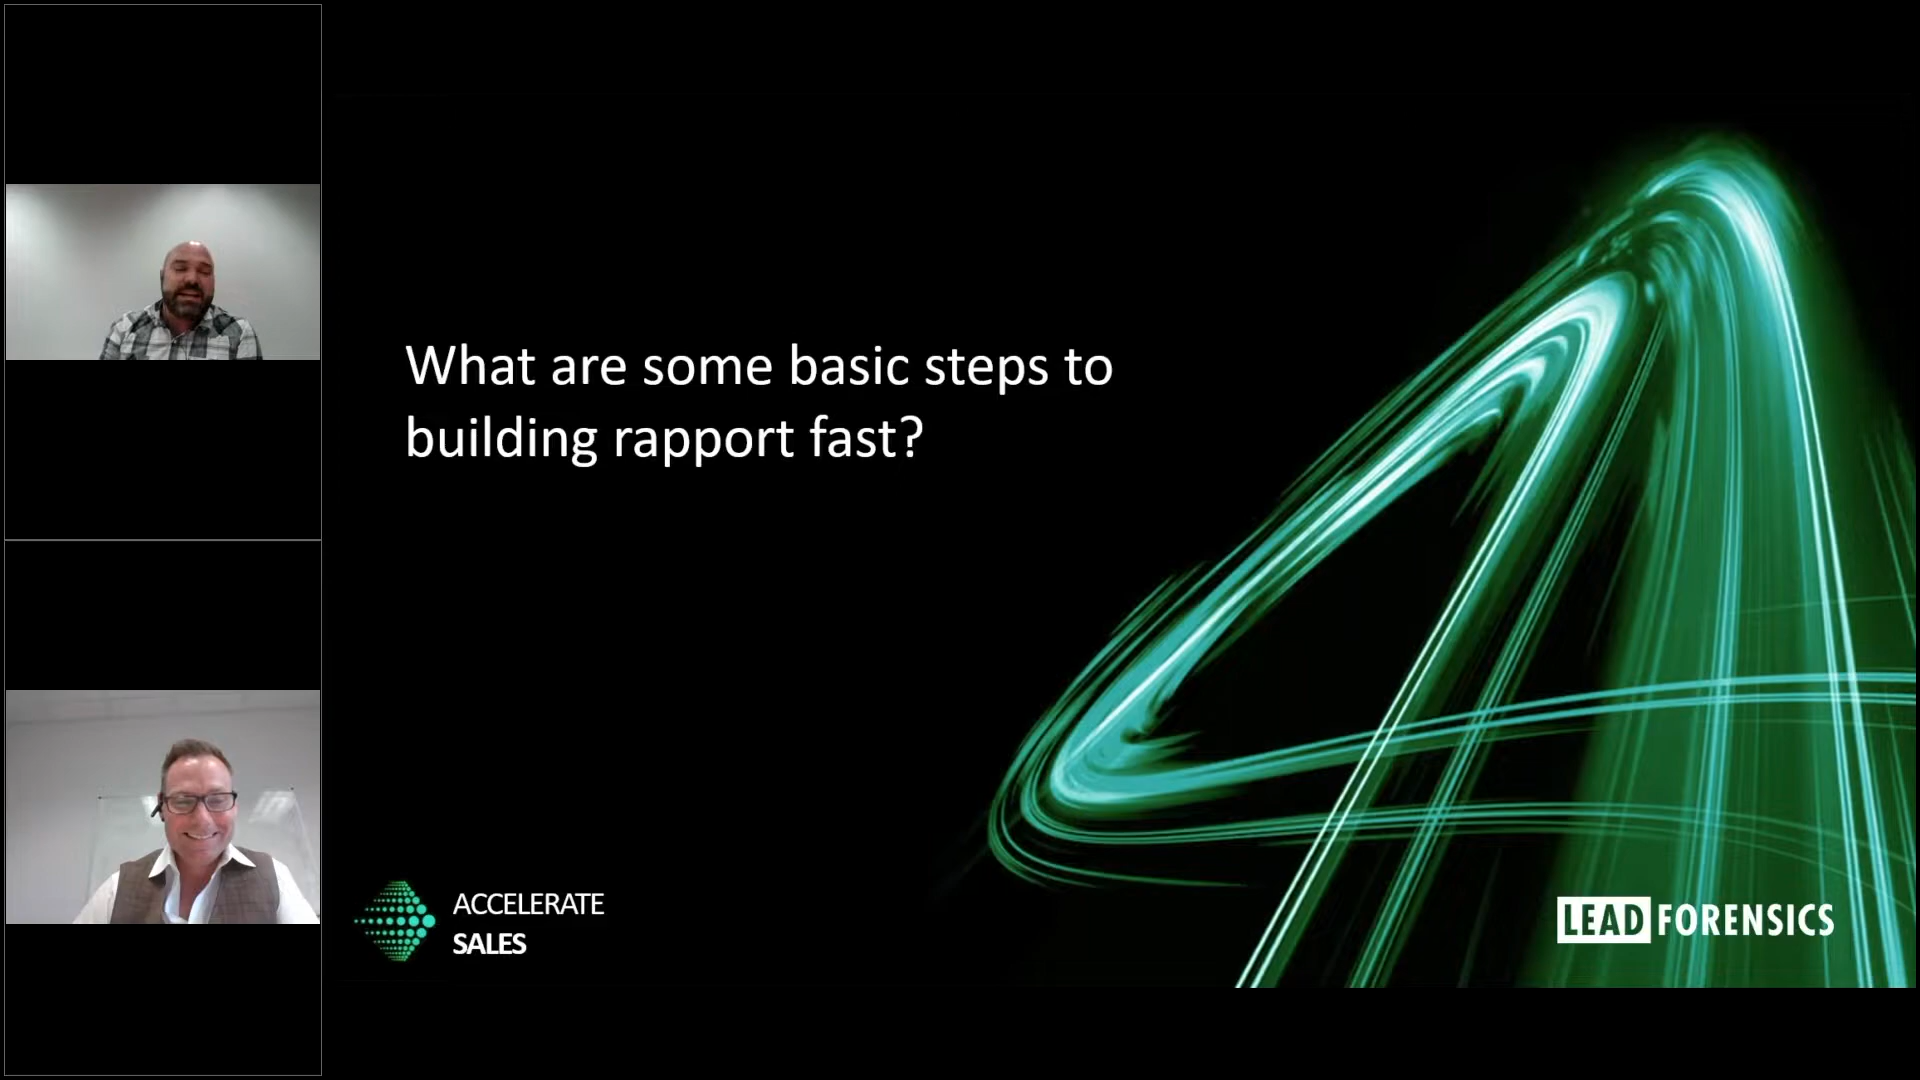 What are some basic steps to
building rapport fast?
ACCELERATE
SALES
LEAD FORENSICS